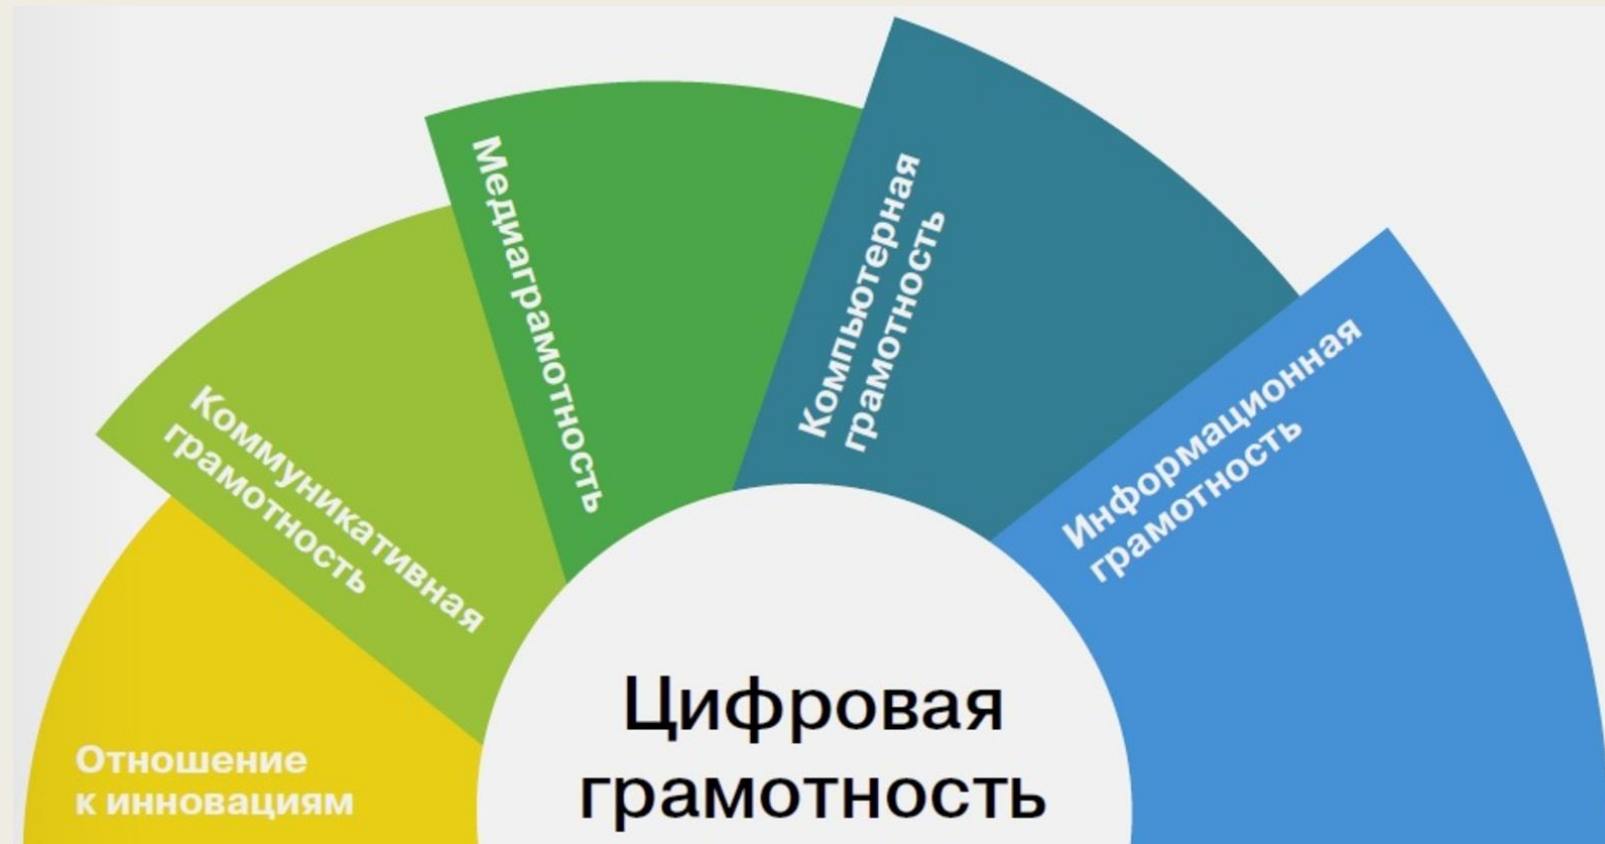 Отношение
к инновациям
Коммуникативная
грамотность
Медиаграмотность
Компьютерная
грамотность
Информационная
грамотность
Цифровая
грамотность